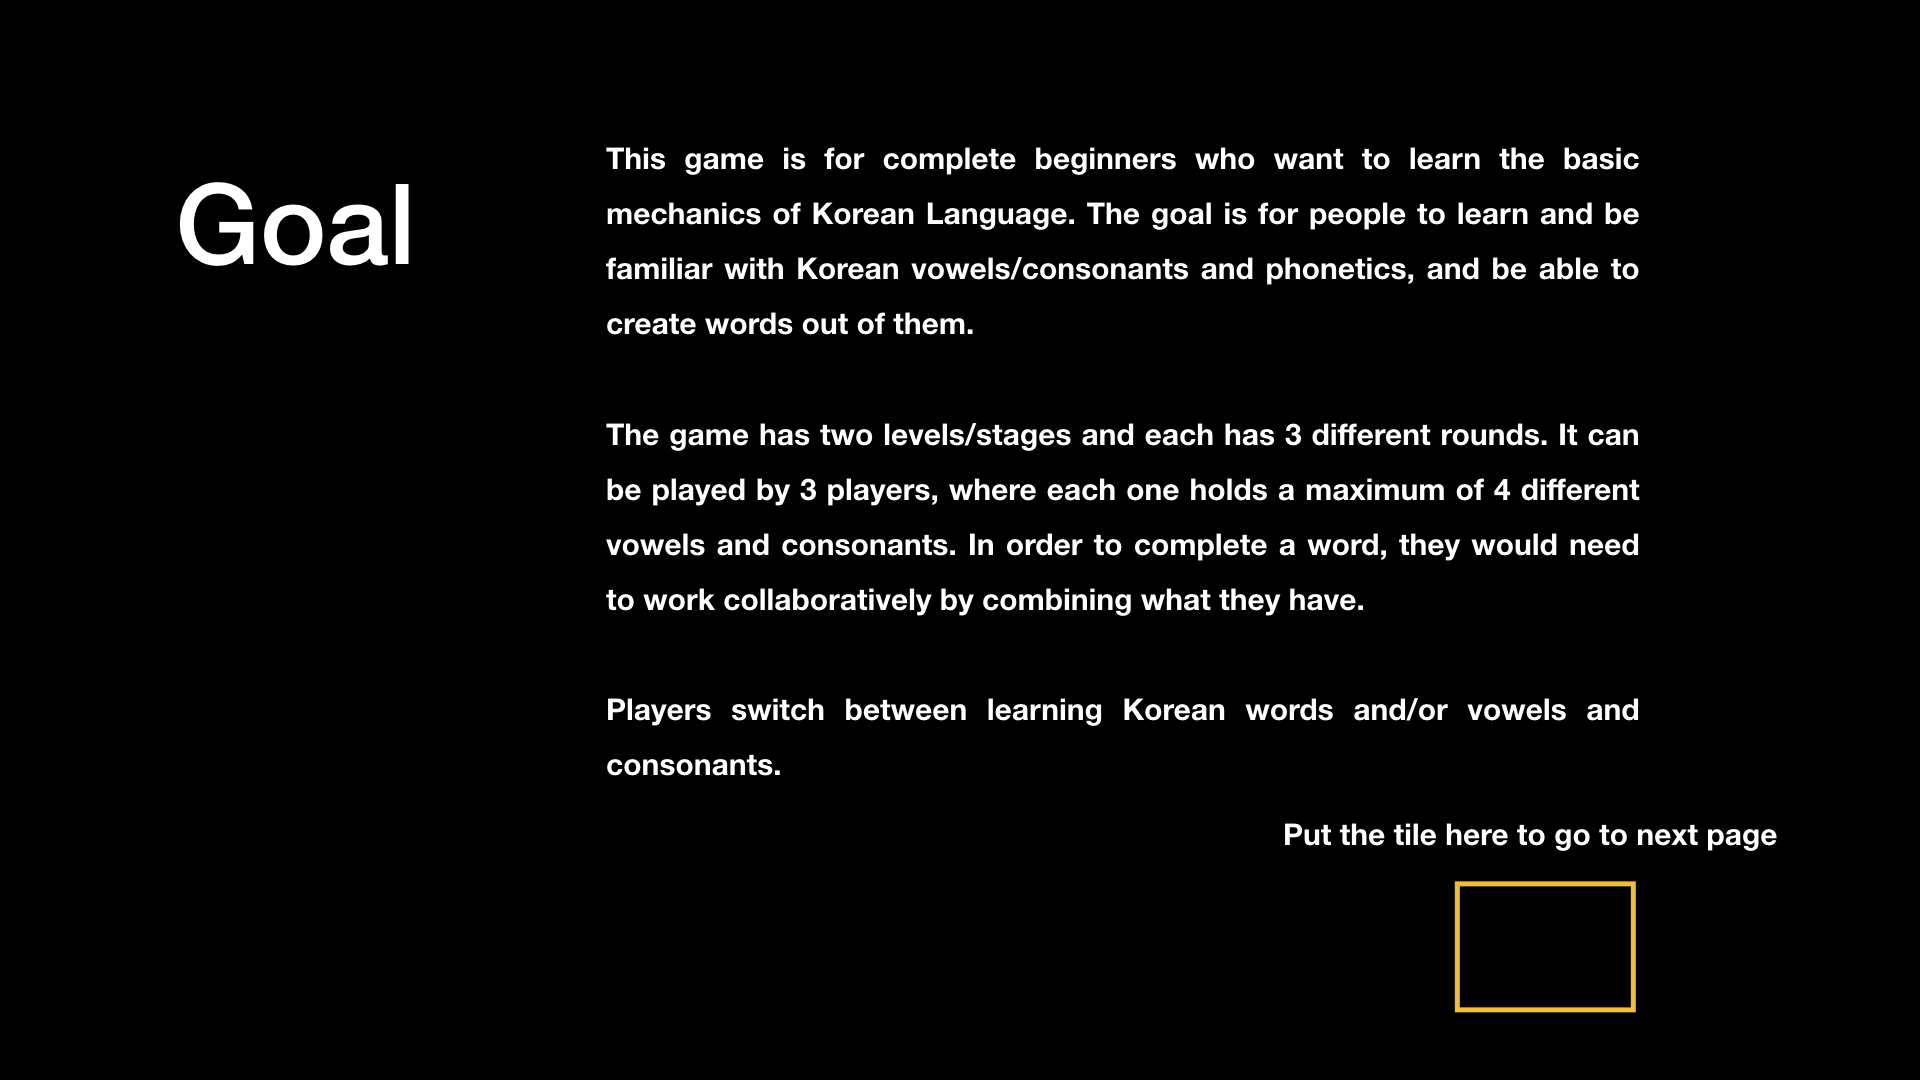 Goal
This game is for complete beginners who want to learn the basic
mechanics of Korean Language. The goal is for people to learn and be
familiar with Korean vowels/consonants and phonetics, and be able to
create words out of them.
The game has two levels/stages and each has 3 different rounds. It can
be played by 3 players, where each one holds a maximum of 4 different
vowels and consonants. In order to complete a word, they would need
to work collaboratively by combining what they have.
Players switch between learning Korean words and/or vowels and
consonants.
Put the tile here to go to next page